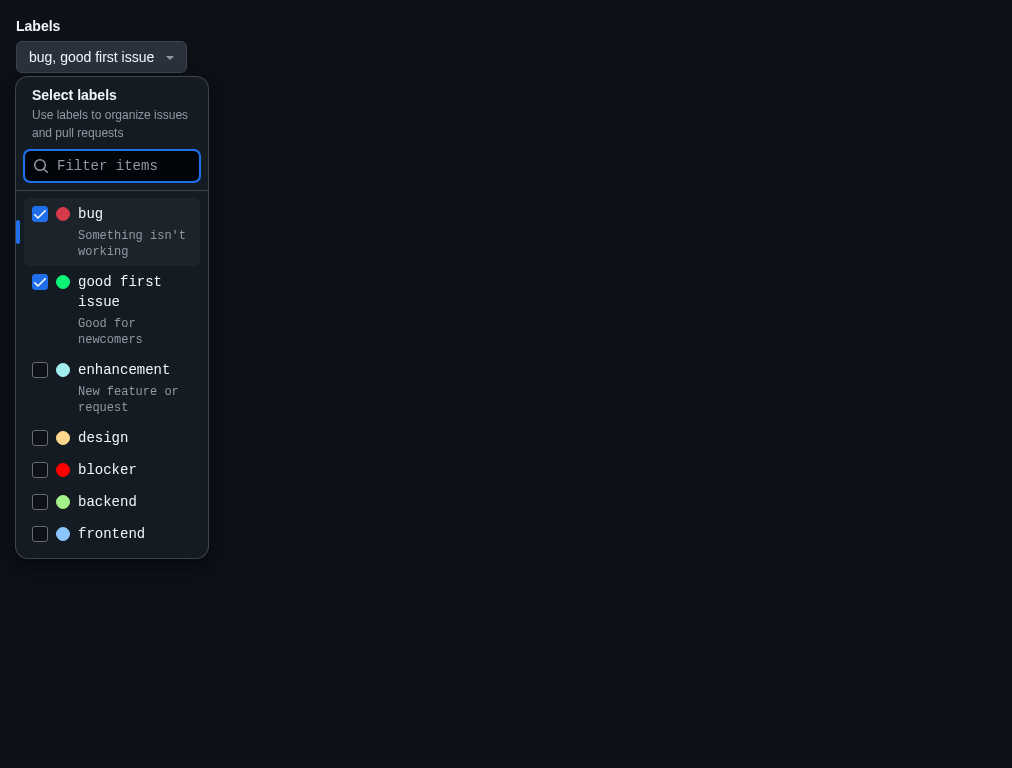 Labels
bug, good first issue
Select labels
Use labels to organize issues
and pull requests
Filter items
bug
Something isn't
working
good first
issue
Good for
newcomers
enhancement
New feature or
request
design
blocker
backend
frontend